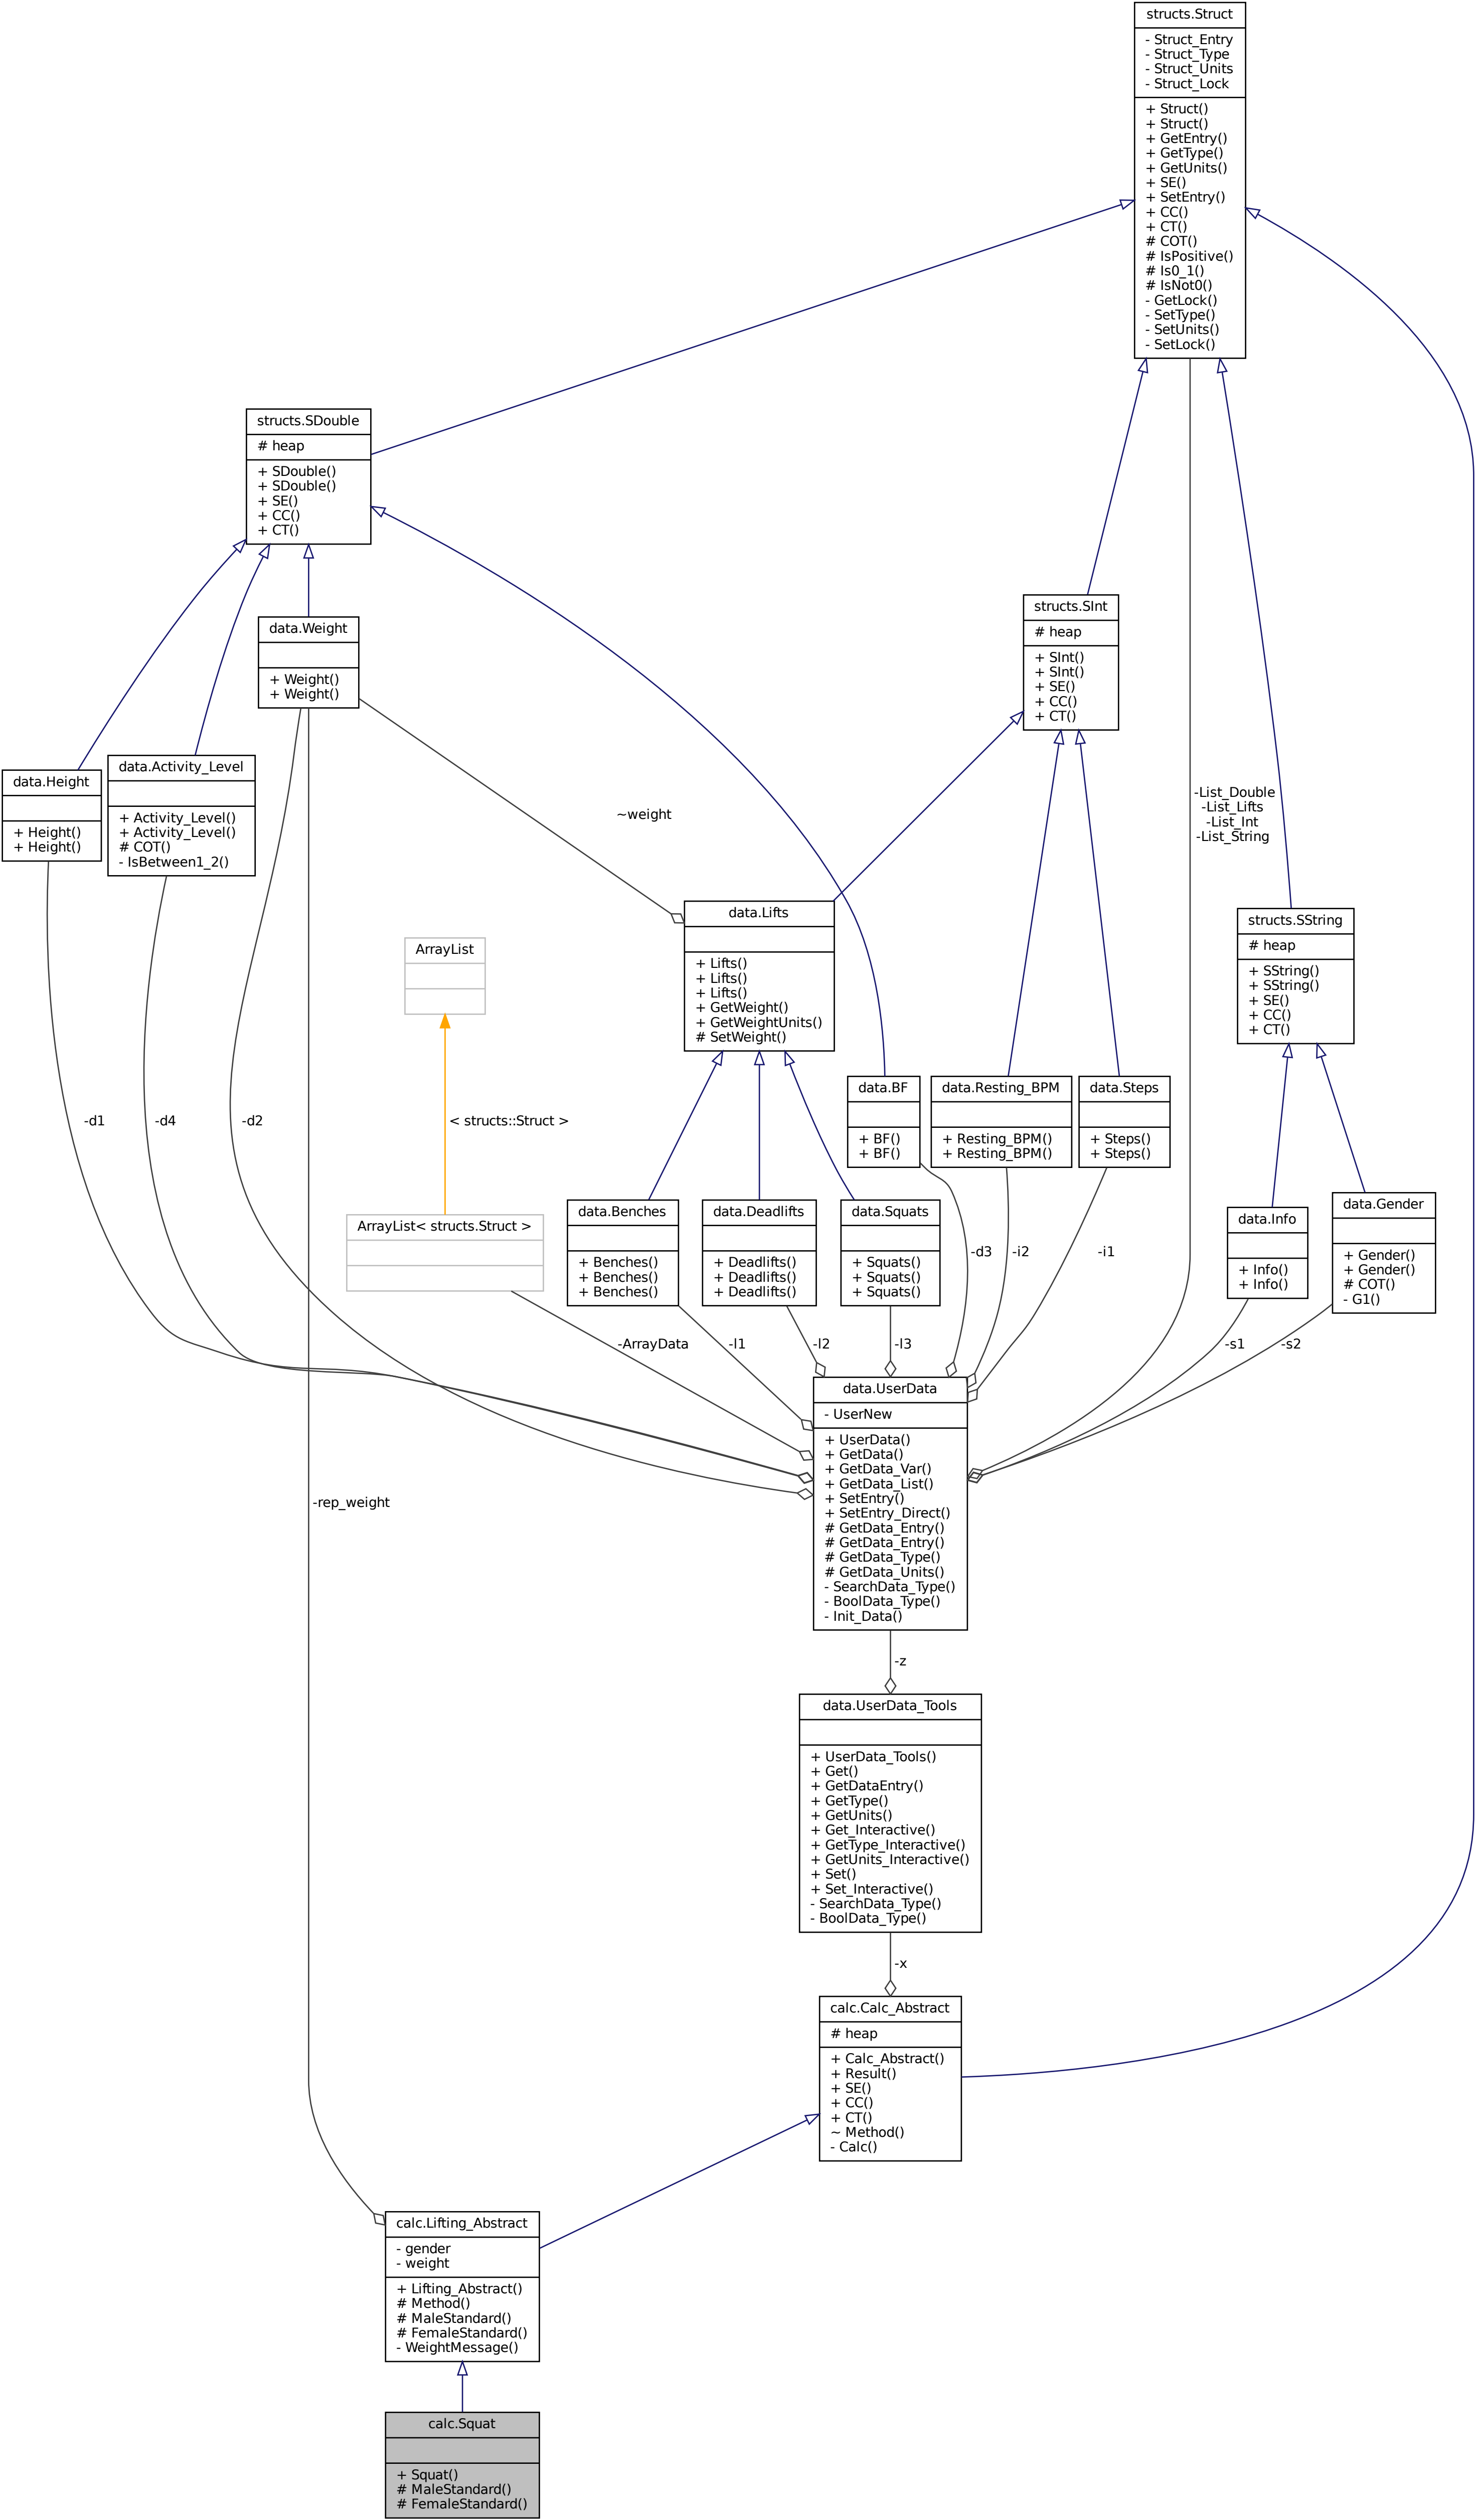 structs.Struct
- Struct_Entry
- Struct_Type
- Struct_Units
- Struct_Lock
+ Struct()
+ Struct()
+ GetEntry()
+ GetType()
+ GetUnits()
+ SE()
+ SetEntry()
+ CC()
+ CT()
# COT()
# IsPositive()
# Is0_1()
# IsNot0()
- GetLock()
- SetType()
- SetUnits()
- SetLock()
structs.SDouble
# heap
+ SDouble()
+ SDouble()
+ SE()
+ CC()
+ CT()
structs.SInt
# heap
+ SInt()
+ SInt()
+ SE()
+ CC()
+ CT()
data.Weight
+ Weight()
+ Weight()
data.Height
+ Height()
+ Height()
data.Activity_Level
+ Activity_Level()
+ Activity_Level()
# COT()
- IsBetween1_2()
~weight
-List_Double
-List_Lifts
-List_Int
-List_String
data.Lifts
+ Lifts()
+ Lifts()
+ Lifts()
+ GetWeight()
+ GetWeightUnits()
# SetWeight()
structs.SString
# heap
+ SString()
+ SString()
+ SE()
+ CC()
+ CT()
ArrayList
data.BF
+ BF()
+ BF()
data.Resting_BPM
+ Resting_BPM()
+ Resting_BPM()
data.Steps
+ Steps()
+ Steps()
-d1
-d4
-d2
< structs::Struct >
ArrayList< structs.Struct >
data.Benches
+ Benches()
+ Benches()
+ Benches()
data.Deadlifts
+ Deadlifts()
+ Deadlifts()
+ Deadlifts()
data.Squats
+ Squats()
+ Squats()
+ Squats()
-d3
-i2
-i1
data.Info
+ Info()
+ Info()
data.Gender
+ Gender()
+ Gender()
# COT()
- G1()
-ArrayData
-l1
-l2
-l3
-s1
-s2
data.UserData
- UserNew
+ UserData()
+ GetData()
+ GetData_Var()
+ GetData_List()
+ SetEntry()
+ SetEntry_Direct()
# GetData_Entry()
# GetData_Entry()
# GetData_Type()
# GetData_Units()
- SearchData_Type()
- BoolData_Type()
- Init_Data()
-rep_weight
-z
data.UserData_Tools
+ UserData_Tools()
+ Get()
+ GetDataEntry()
+ GetType()
+ GetUnits()
+ Get_Interactive()
+ GetType_Interactive()
+ GetUnits_Interactive()
+ Set()
+ Set_Interactive()
- SearchData_Type()
- BoolData_Type()
-x
calc.Calc_Abstract
# heap
+ Calc_Abstract()
+ Result()
+ SE()
+ CC()
+ CT()
~ Method()
- Calc()
calc.Lifting_Abstract
- gender
- weight
+ Lifting_Abstract()
# Method()
# MaleStandard()
# FemaleStandard()
- WeightMessage()
calc.Squat
+ Squat()
# MaleStandard()
# FemaleStandard()